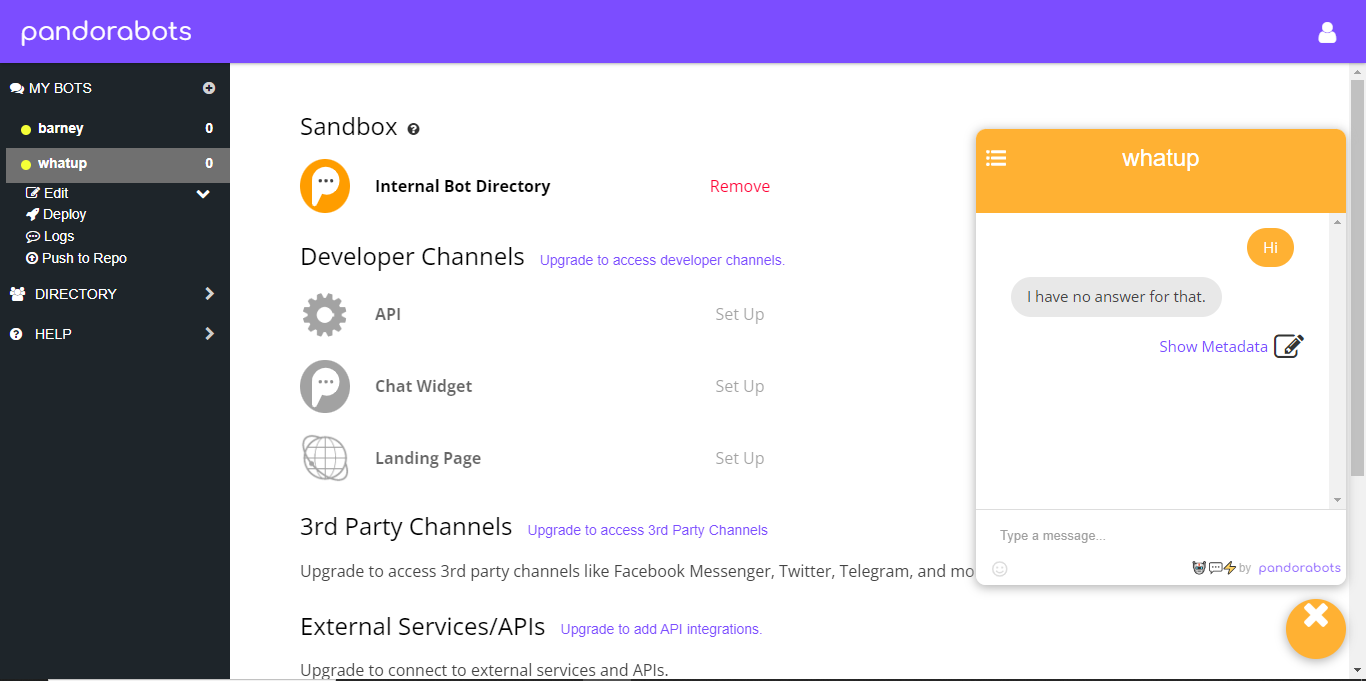 pandorabots
MY BOTS
barney 0
whatup 0
Edit
Deploy
Logs
Push to Repo
DIRECTORY
HELP
Sandbox
Internal Bot Directory Remove
Developer Channels Upgrade to access developer channels.
API Set Up
Chat Widget Set Up
Landing Page Set Up
3rd Party Channels Upgrade to access 3rd Party Channels
Upgrade to access 3rd party channels like Facebook Messenger, Twitter, Telegram, and mo
External Services/APIs Upgrade to add API integrations.
Upgrade to connect to external services and APIs.
whatup
Hi
I have no answer for that.
Show Metadata
Type a message...
by pandorabots